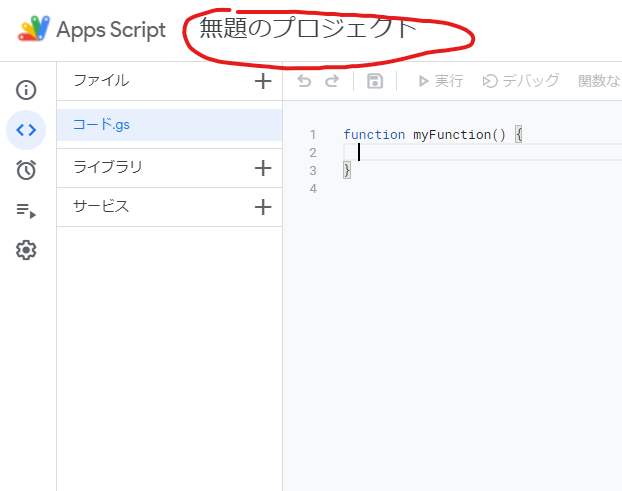 Apps Script 無題のプロジェクト
ファイル
実行 デバッグ 関数な
コード.gs
1 function myFunction() {
2
3 }
4
ライブラリ
サービス